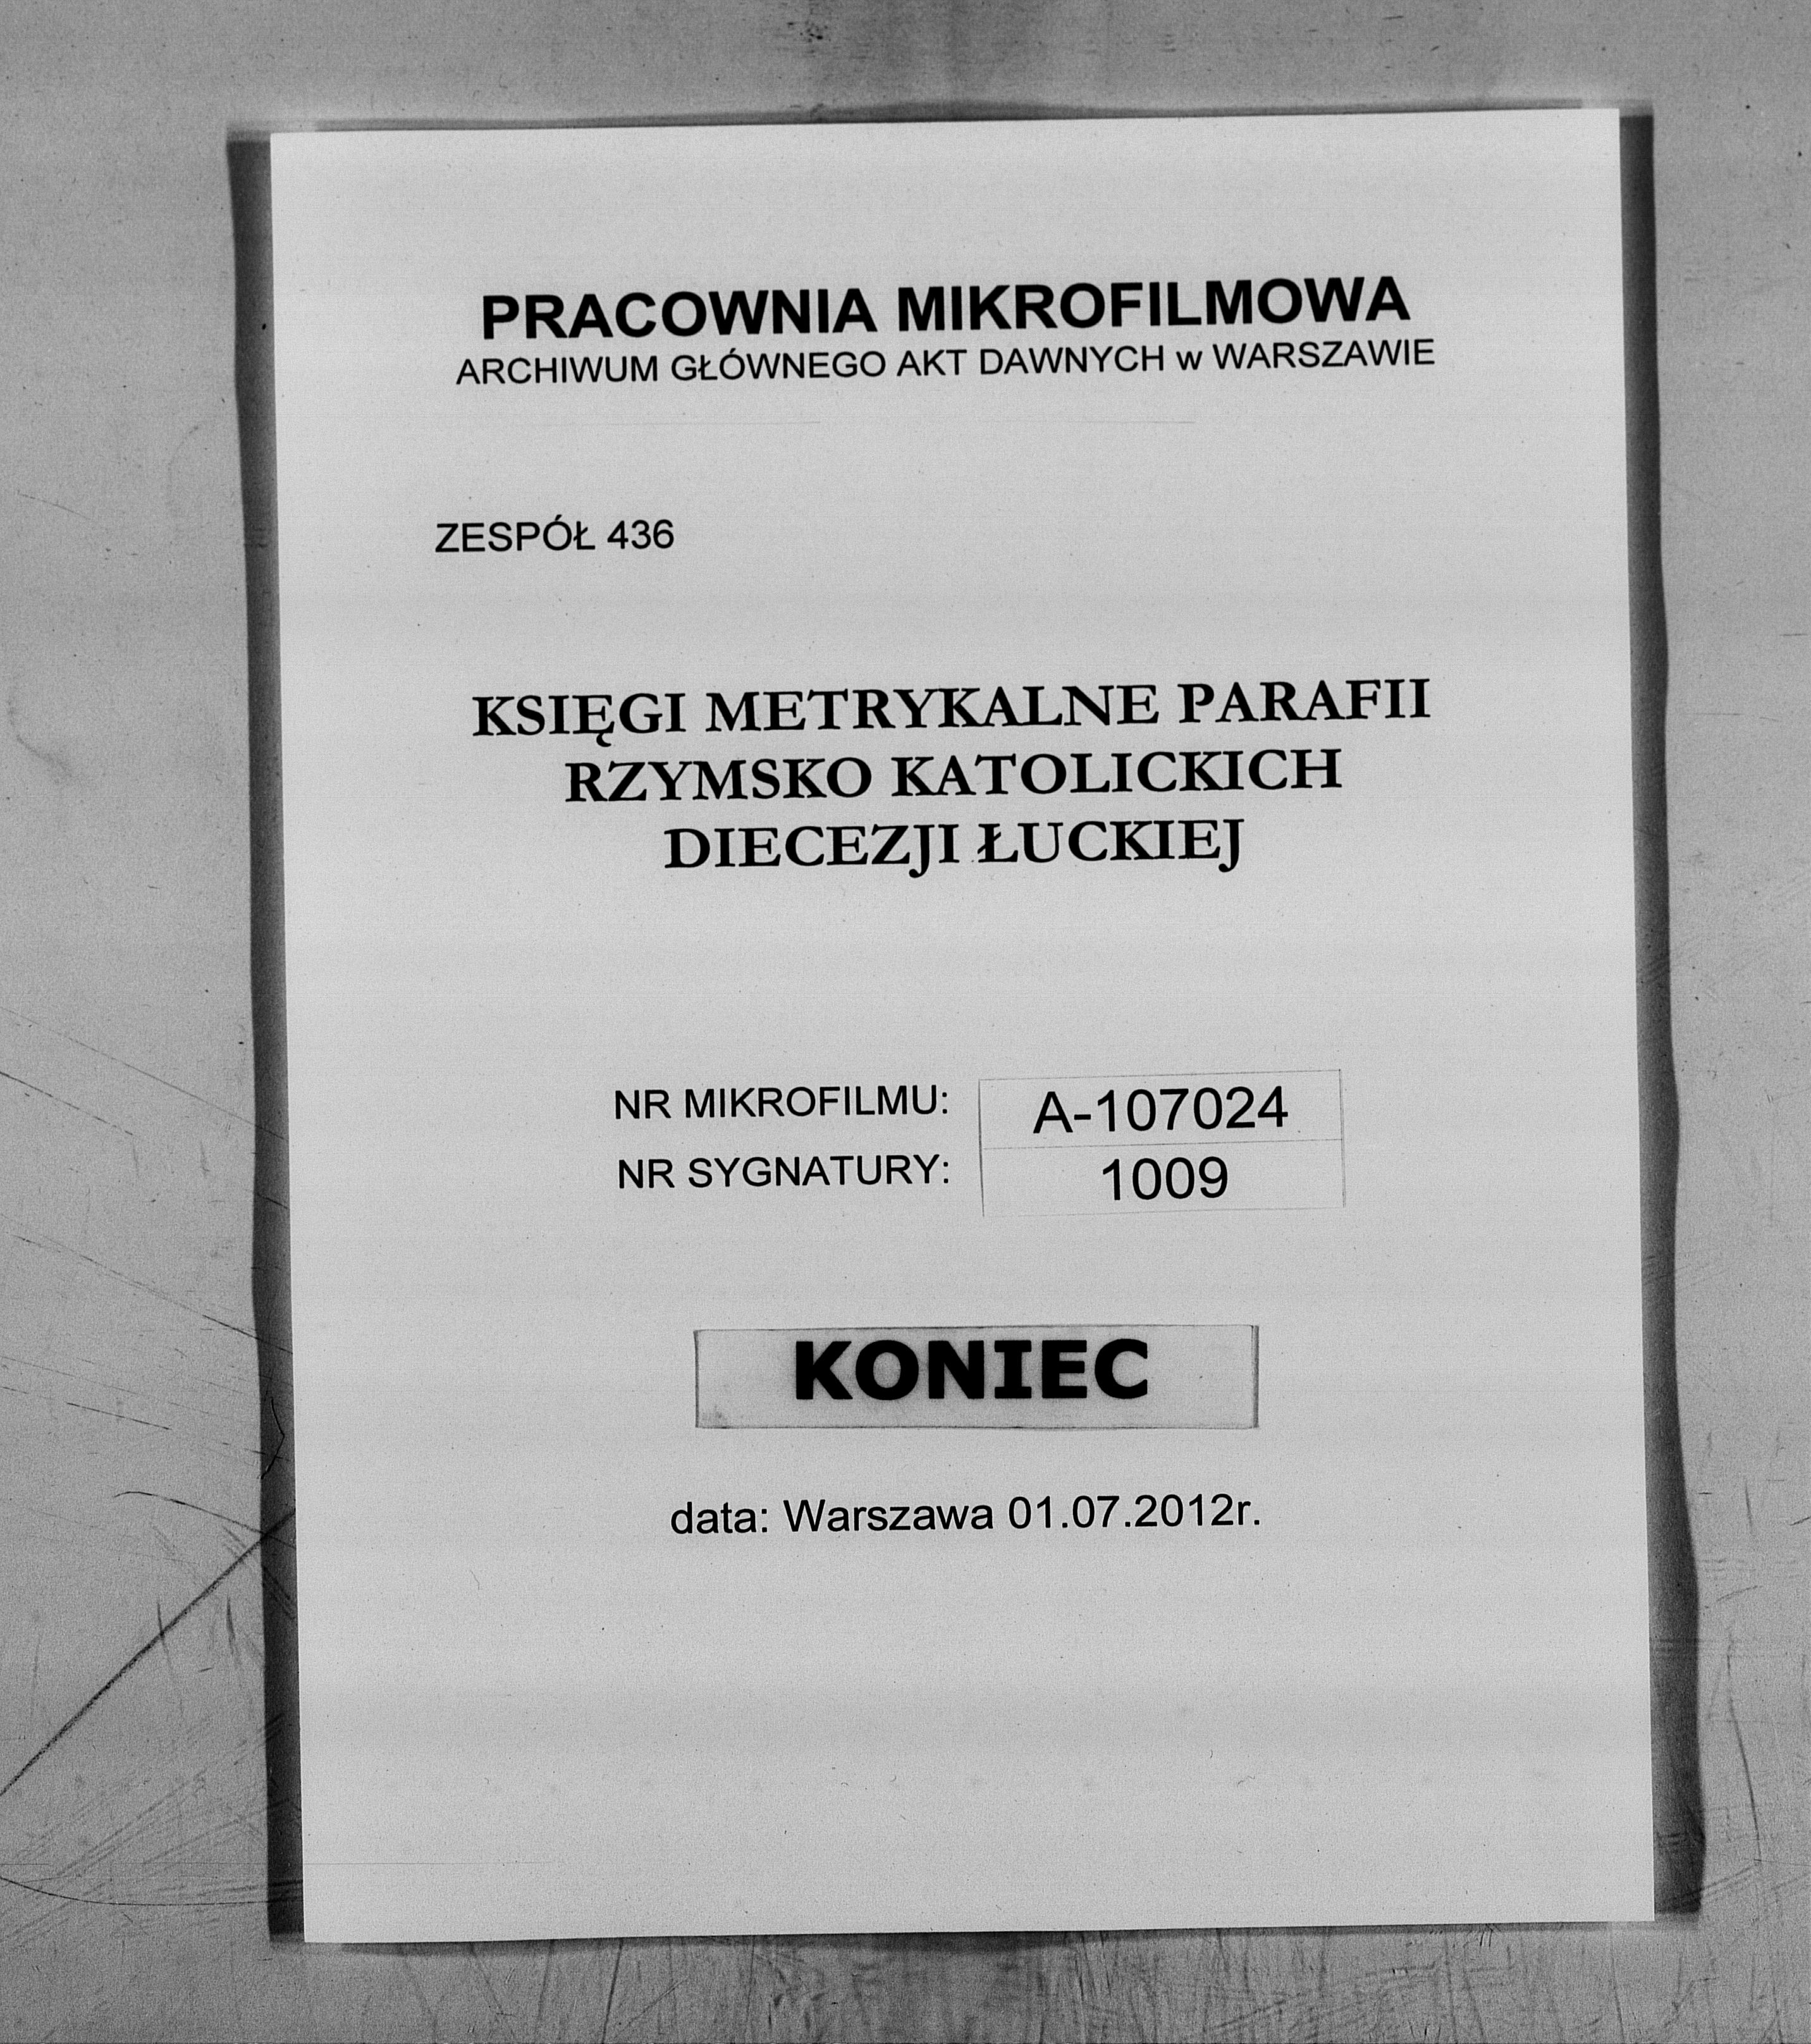 PRACOWNIA MIKROFILMOWA
ARCHIWUM GŁÓWNEGO AKT DAWNYCH w WARSZAWIE
ZESPÓŁ 436
KSIĘGI METRYKALNE PARAFII
RZYMSKO KATOLICKICH
DIECEZJI ŁUCKIEJ
NR MIKROFILMU: A-107024
NR SYGNATURY: 1009
KONIEC
data: Warszawa 01.07.2012r.